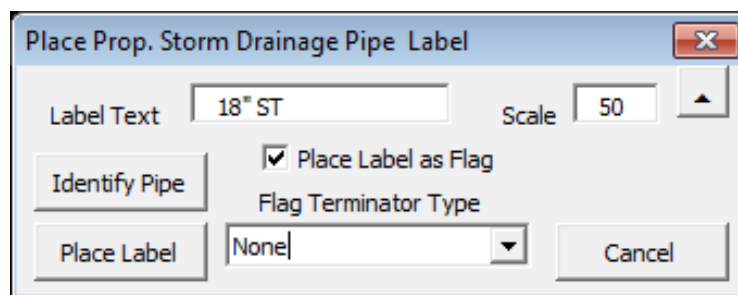 Place Prop. Storm Drainage Pipe Label
Label Text 18" ST Scale 50
Place Label as Flag
Identify Pipe
Flag Terminator Type
Place Label None Cancel